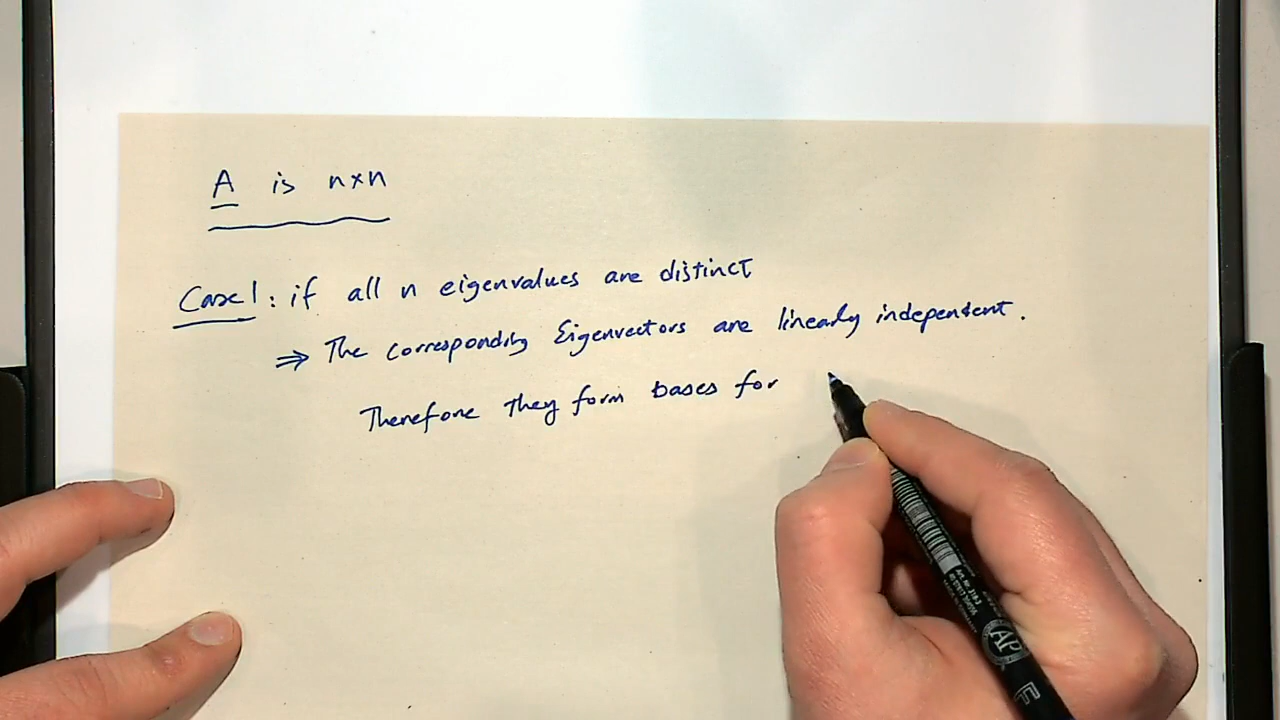 A is n×n
Case 1: if all n eigenvalues are distinct
⇒ The corresponding Eigenvectors are linearly independent.
Therefore they form bases for
AP
F